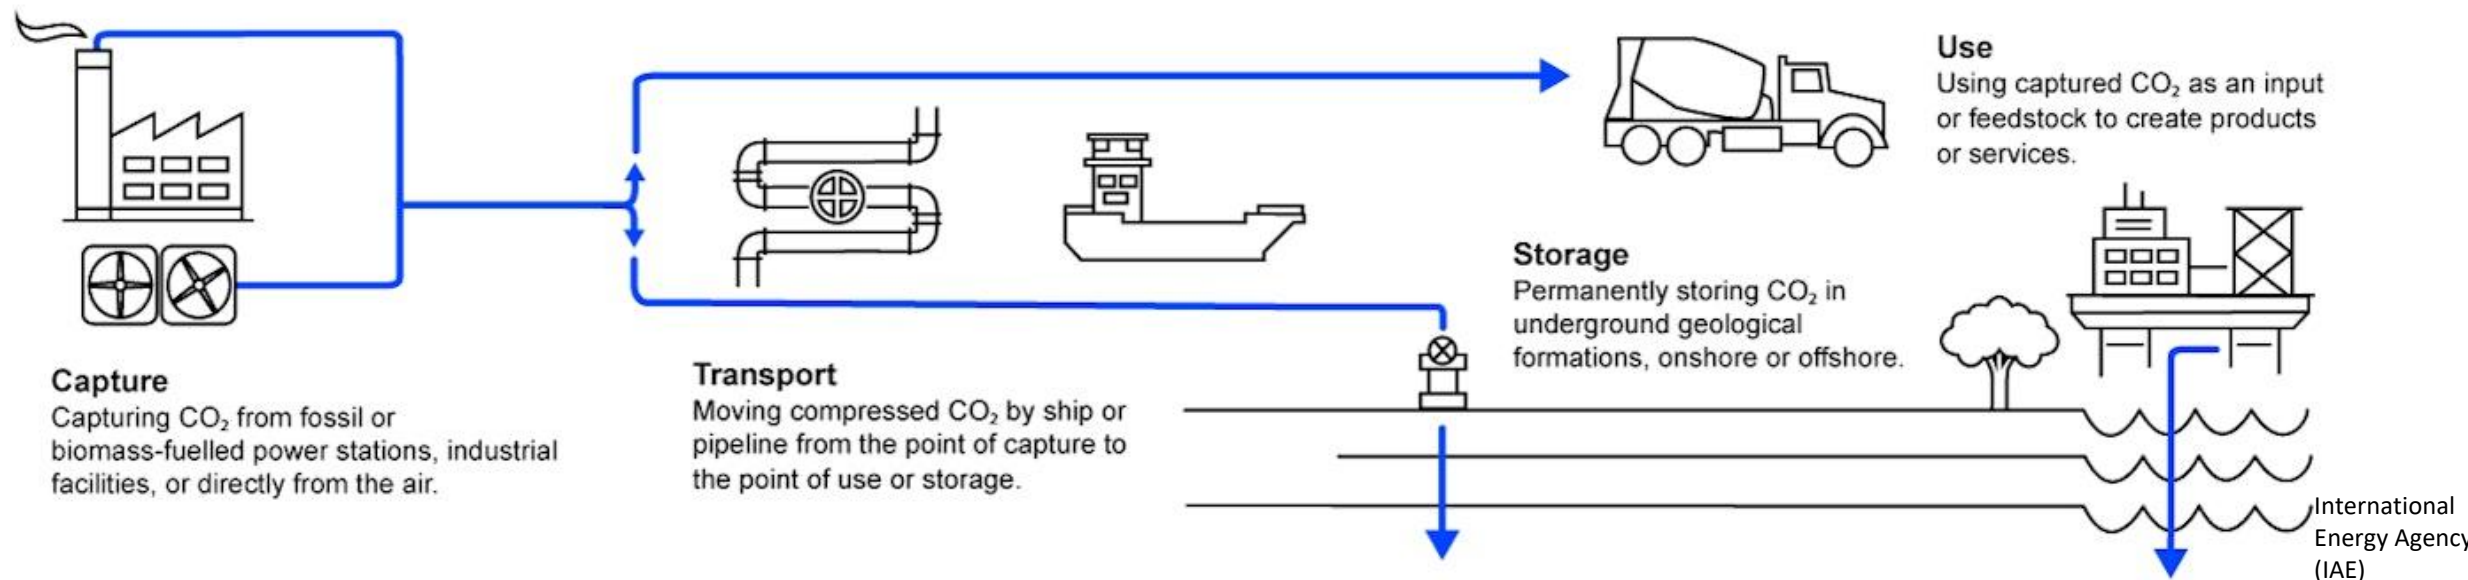 Capture
Capturing CO₂ from fossil or
biomass-fuelled power stations, industrial
facilities, or directly from the air.
Transport
Moving compressed CO₂ by ship or
pipeline from the point of capture to
the point of use or storage.
Use
Using captured CO₂ as an input
or feedstock to create products
or services.
Storage
Permanently storing CO₂ in
underground geological
formations, onshore or offshore.
International
Energy Agency
(IAE)